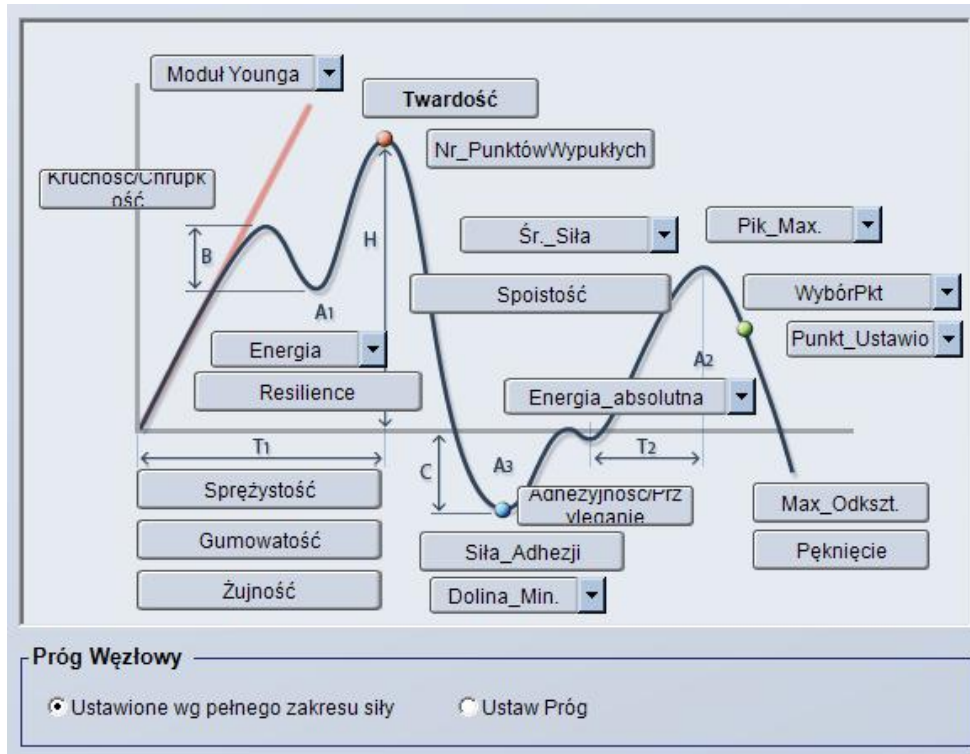 Moduł Younga
Twardość
Nr_PunktówWypukłych
Kruchość/Chrupk
ość
Śr._Siła
Pik_Max.
B
H
Spoistość
WybórPkt
A1
Punkt_Ustawio
Energia
A2
Resilience
Energia_absolutna
T1
C
A3
T2
Sprężystość
Adhezyjność/Prz
yleganie
Max_Odkszt.
Gumowatość
Siła_Adhezji
Pęknięcie
Żujność
Dolina_Min.
Próg Węzłowy
Ustawione wg pełnego zakresu siły
Ustaw Próg